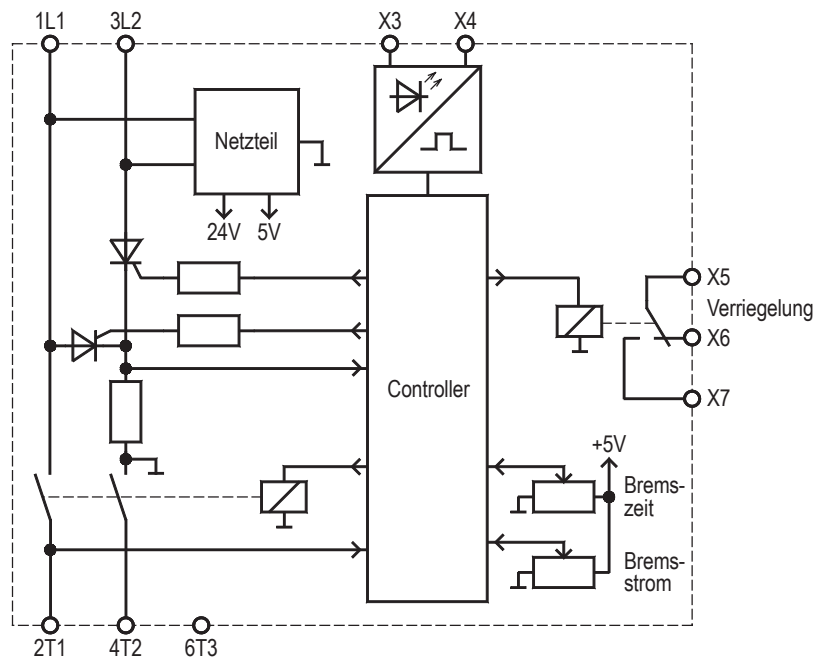 1L1 3L2 X3 X4
Netzteil
24V 5V
X5
Verriegelung
X6
Controller
X7
+5V
Brems-
zeit
Brems-
strom
2T1 4T2 6T3